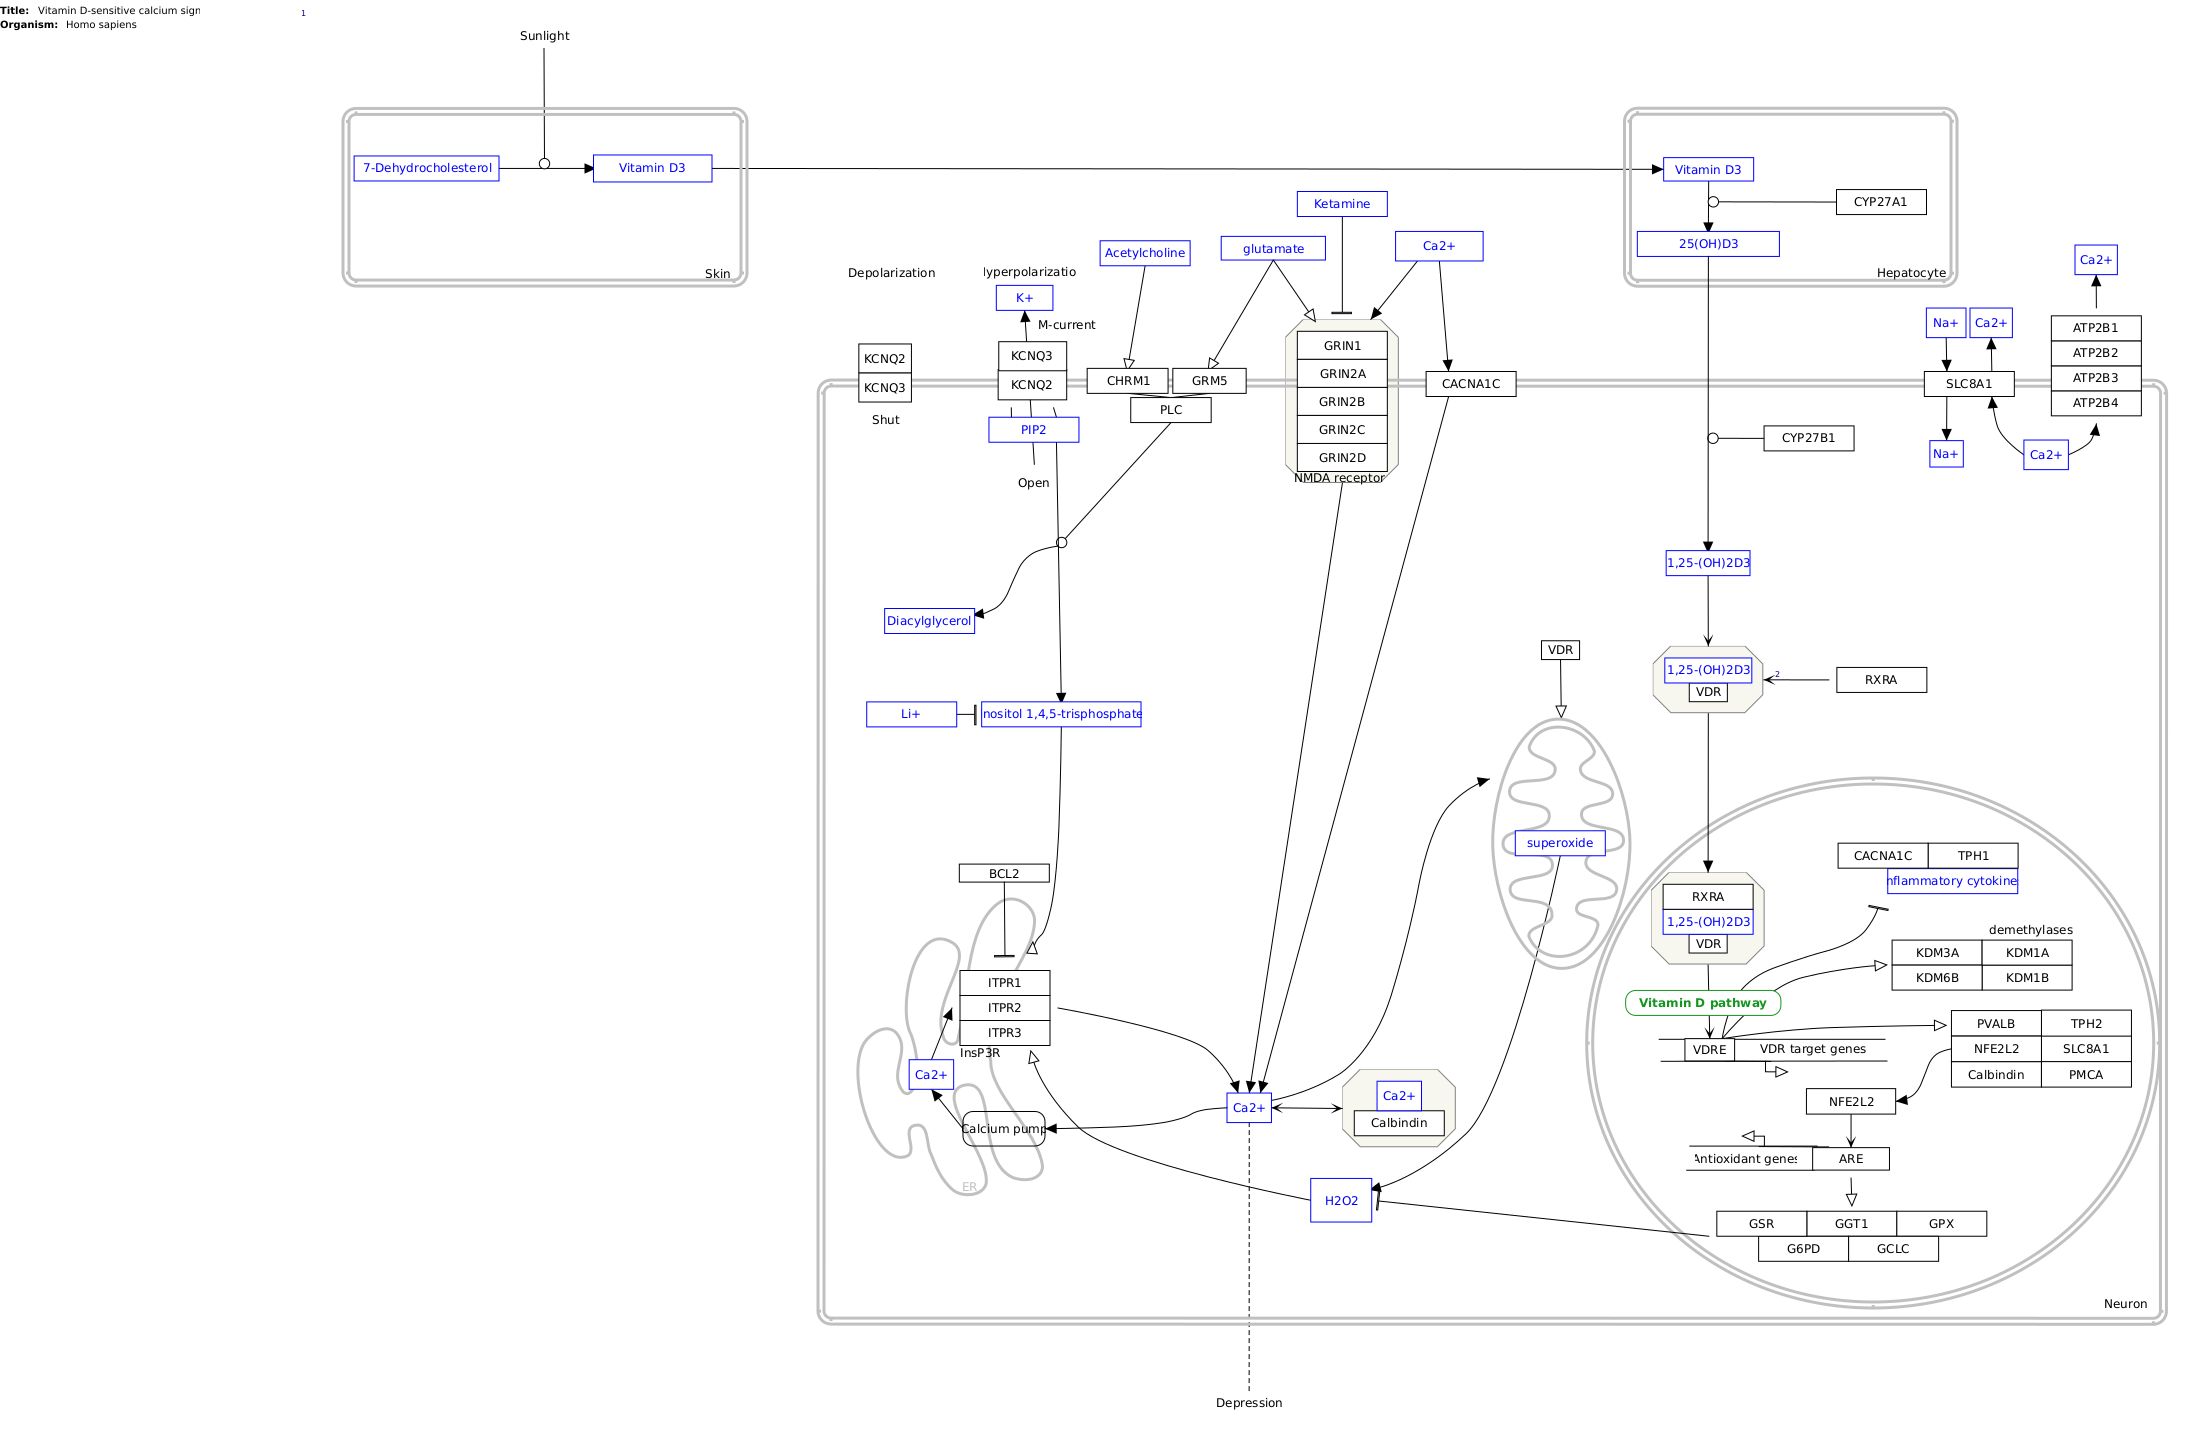 Title: Vitamin D-sensitive calcium sign
1
Organism: Homo sapiens
Sunlight
7-Dehydrocholesterol
Vitamin D3
Skin
Vitamin D3
CYP27A1
25(OH)D3
Hepatocyte
Ketamine
Acetylcholine
glutamate
Ca2+
Depolarization
lyperpolarizatio
K+
M-current
KCNQ2
KCNQ3
Shut
KCNQ3
KCNQ2
PIP2
Open
CHRM1
GRM5
PLC
GRIN1
GRIN2A
GRIN2B
GRIN2C
GRIN2D
NMDA receptor
CACNA1C
CYP27B1
Na+
Ca2+
SLC8A1
Na+
Ca2+
Ca2+
ATP2B1
ATP2B2
ATP2B3
ATP2B4
1,25-(OH)2D3
Diacylglycerol
VDR
1,25-(OH)2D3
VDR
2
RXRA
Li+
nositol 1,4,5-trisphosphate
superoxide
BCL2
ITPR1
ITPR2
ITPR3
InsP3R
Ca2+
Calcium pump
ER
Ca2+
Ca2+
Calbindin
H2O2
RXRA
1,25-(OH)2D3
VDR
CACNA1C
TPH1
nflammatory cytokine
demethylases
KDM3A
KDM1A
KDM6B
KDM1B
Vitamin D pathway
VDRE
VDR target genes
PVALB
TPH2
NFE2L2
SLC8A1
Calbindin
PMCA
NFE2L2
Antioxidant genes
ARE
GSR
GGT1
GPX
G6PD
GCLC
Neuron
Depression